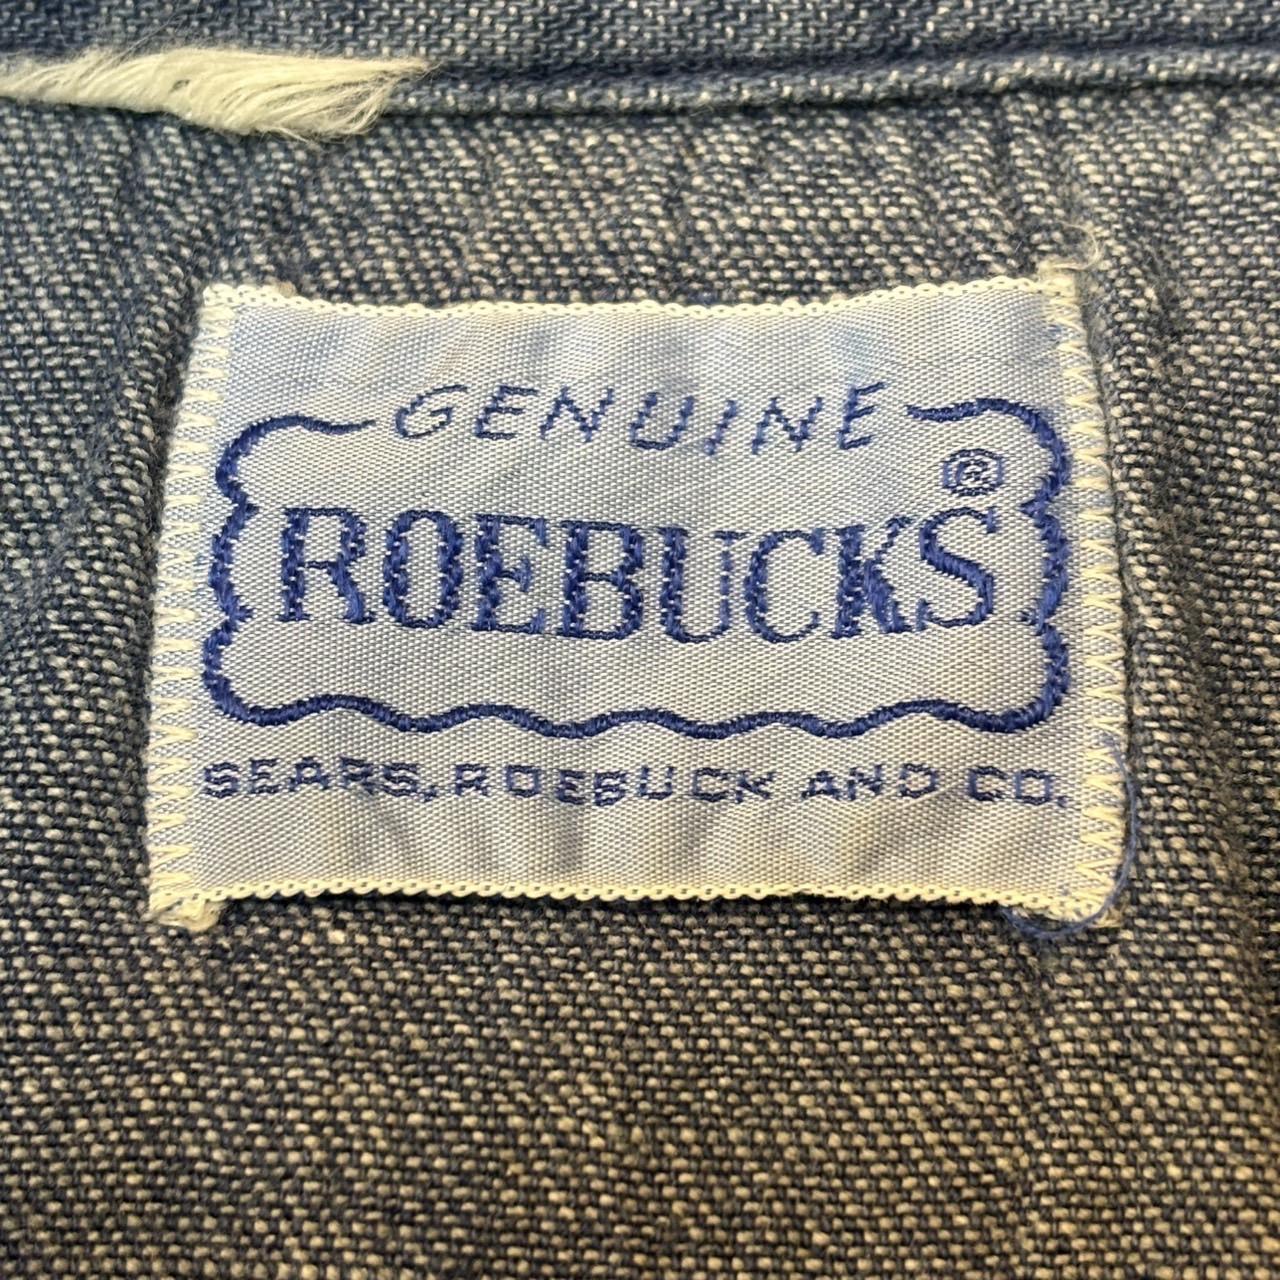 GENUINE
ROEBUCKS®
SEARS, ROEBUCK AND CO.